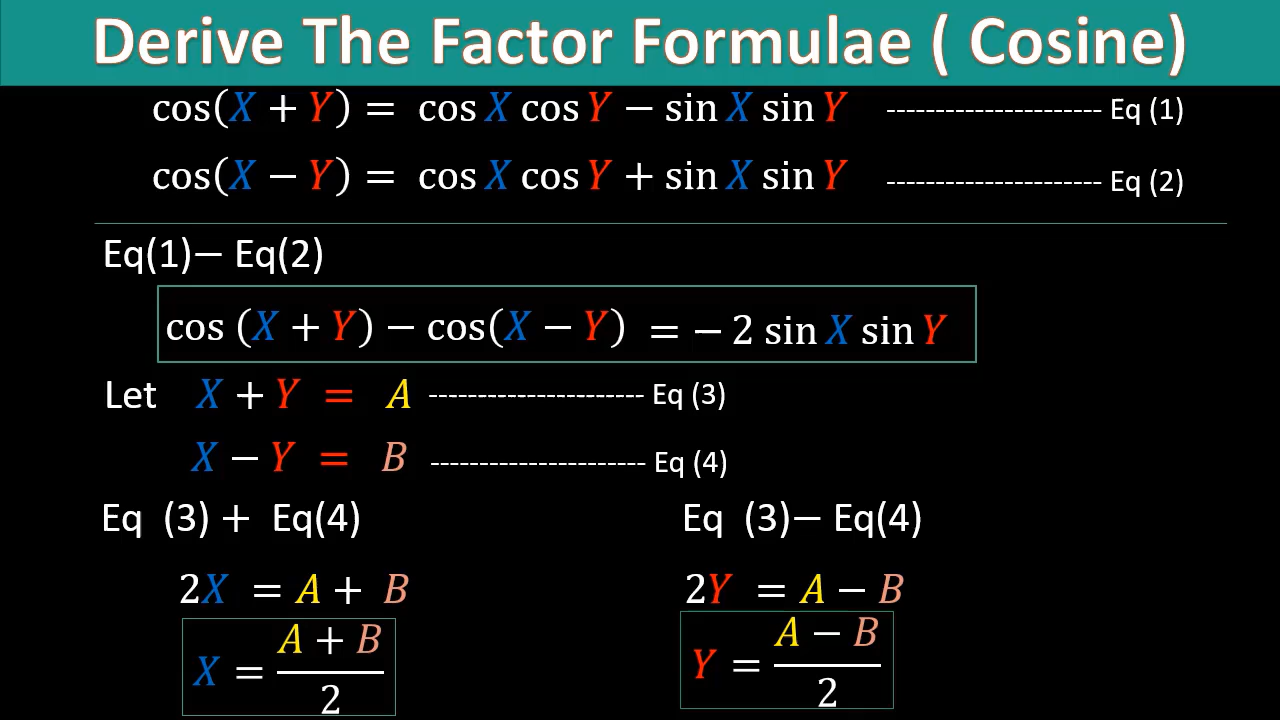 Derive The Factor Formulae ( Cosine)
cos(X + Y) = cos X cos Y − sin X sin Y ---------------------- Eq (1)
cos(X − Y) = cos X cos Y + sin X sin Y ---------------------- Eq (2)
Eq(1)− Eq(2)
cos (X + Y) − cos(X − Y) = − 2 sin X sin Y
Let X + Y = A ---------------------- Eq (3)
X − Y = B ---------------------- Eq (4)
Eq (3) + Eq(4) Eq (3)− Eq(4)
2X = A + B 2Y = A − B
X = (A + B)/2 Y = (A − B)/2